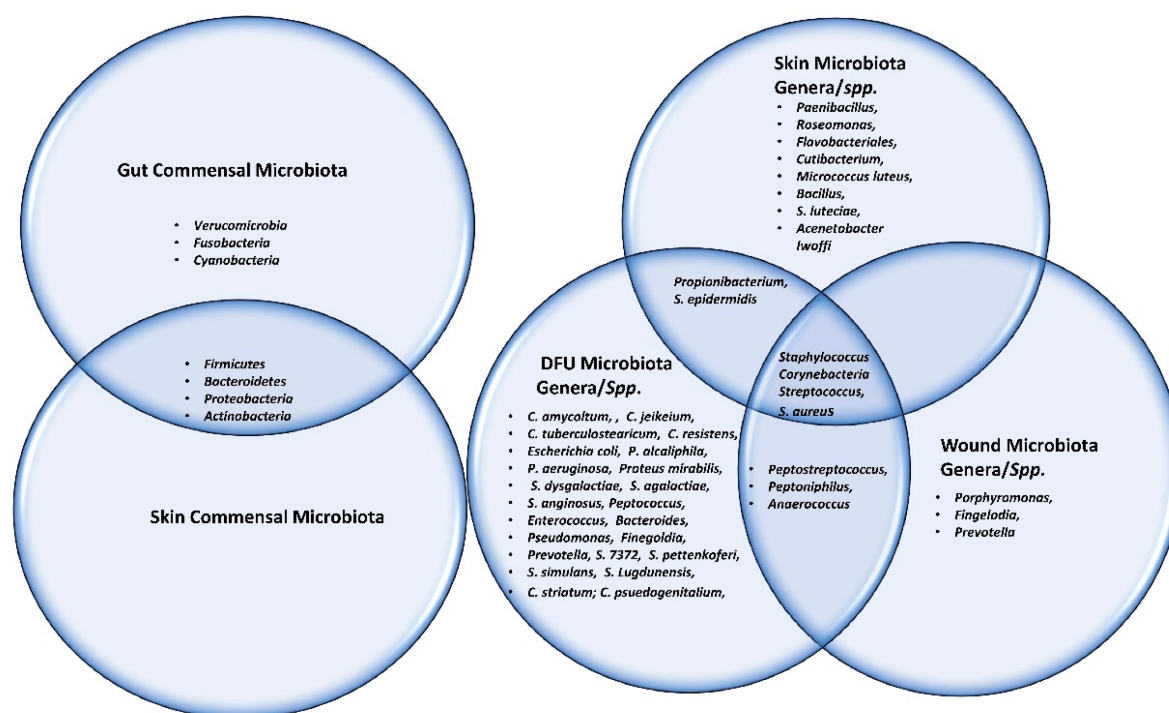 Gut Commensal Microbiota
• Verucomicrobia
• Fusobacteria
• Cyanobacteria
• Firmicutes
• Bacteroidetes
• Proteobacteria
• Actinobacteria
Skin Commensal Microbiota
Skin Microbiota
Genera/spp.
• Paenibacillus,
• Roseomonas,
• Flavobacteriales,
• Cutibacterium,
• Micrococcus luteus,
• Bacillus,
• S. luteciae,
• Acenetobacter
lwoffi
Propionibacterium,
S. epidermidis
Staphylococcus
Corynebacteria
Streptococcus,
S. aureus
DFU Microbiota
Genera/Spp.
• C. amycoltum, , C. jeikeium,
• C. tuberculostearicum, C. resistens,
• Escherichia coli, P. alcaliphila,
• P. aeruginosa, Proteus mirabilis,
• S. dysgalactiae, S. agalactiae,
• S. anginosus, Peptococcus,
• Enterococcus, Bacteroides,
• Pseudomonas, Finegoldia,
• Prevotella, S. 7372, S. pettenkoferi,
• S. simulans, S. Lugdunensis,
• C. striatum; C. psuedogenitalium,
• Peptostreptococcus,
• Peptoniphilus,
• Anaerococcus
Wound Microbiota
Genera/Spp.
• Porphyromonas,
• Fingelodia,
• Prevotella